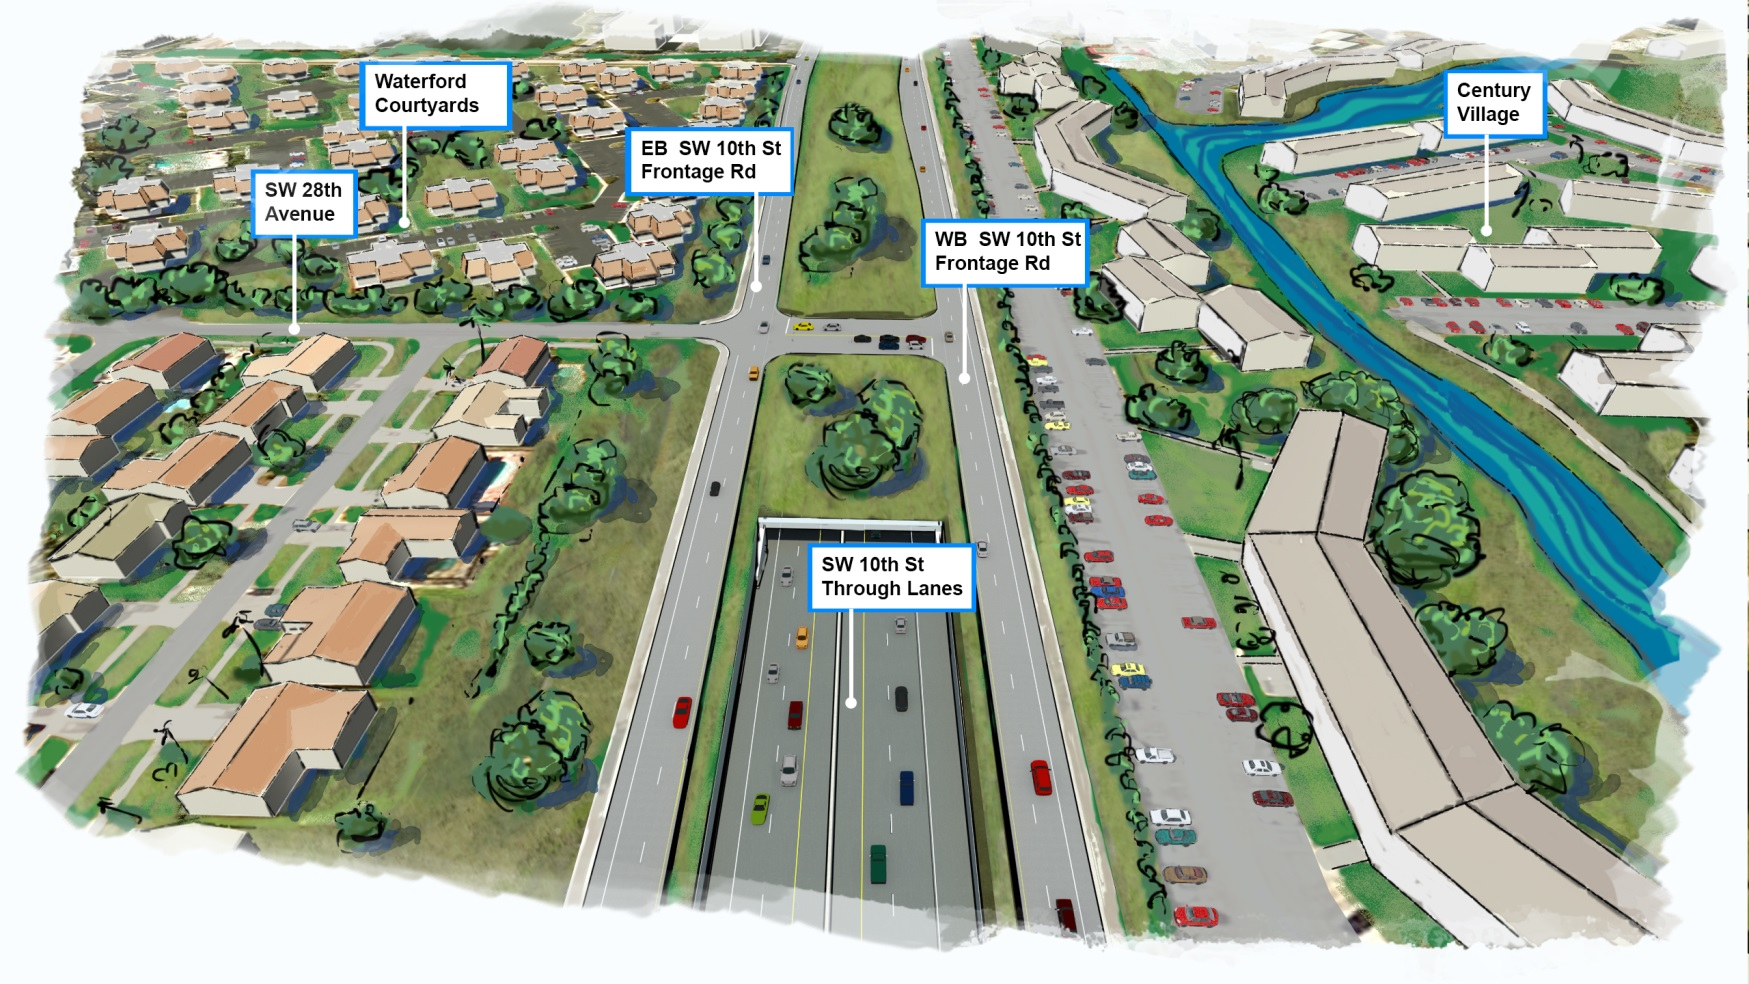 Waterford
Courtyards
Century
Village
EB SW 10th St
Frontage Rd
SW 28th
Avenue
WB SW 10th St
Frontage Rd
SW 10th St
Through Lanes